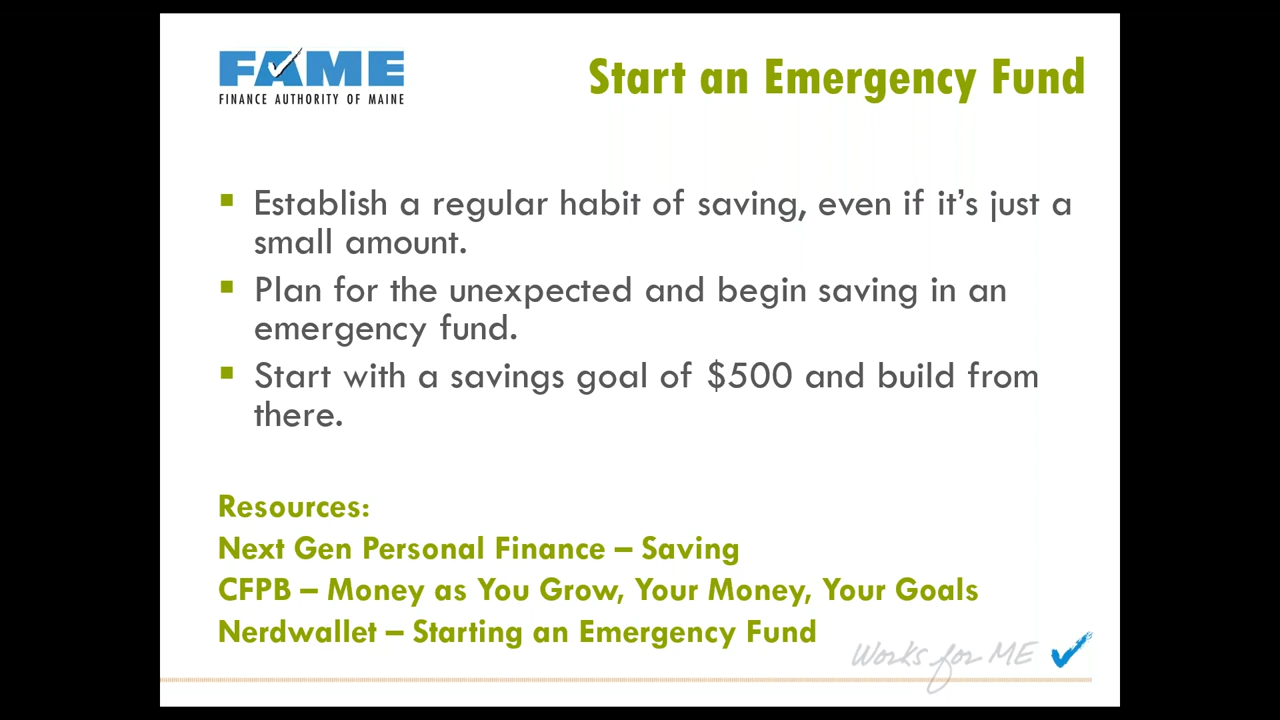 FAME
FINANCE AUTHORITY OF MAINE
Start an Emergency Fund
▪ Establish a regular habit of saving, even if it’s just a
small amount.
▪ Plan for the unexpected and begin saving in an
emergency fund.
▪ Start with a savings goal of $500 and build from
there.
Resources:
Next Gen Personal Finance – Saving
CFPB – Money as You Grow, Your Money, Your Goals
Nerdwallet – Starting an Emergency Fund
Works for ME